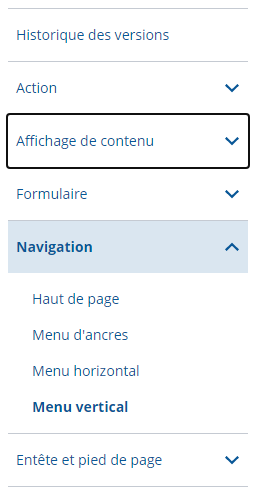 Historique des versions
Action
Affichage de contenu
Formulaire
Navigation
Haut de page
Menu d'ancres
Menu horizontal
Menu vertical
Entête et pied de page